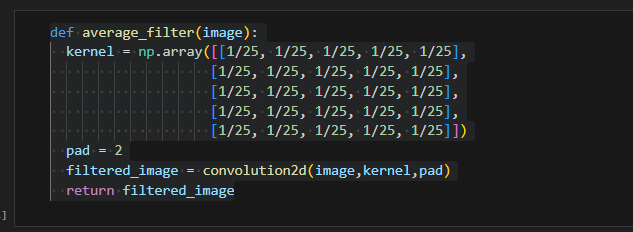 def average_filter(image):
  kernel = np.array([[1/25, 1/25, 1/25, 1/25, 1/25],
                     [1/25, 1/25, 1/25, 1/25, 1/25],
                     [1/25, 1/25, 1/25, 1/25, 1/25],
                     [1/25, 1/25, 1/25, 1/25, 1/25],
                     [1/25, 1/25, 1/25, 1/25, 1/25]])
  pad = 2
  filtered_image = convolution2d(image,kernel,pad)
  return filtered_image